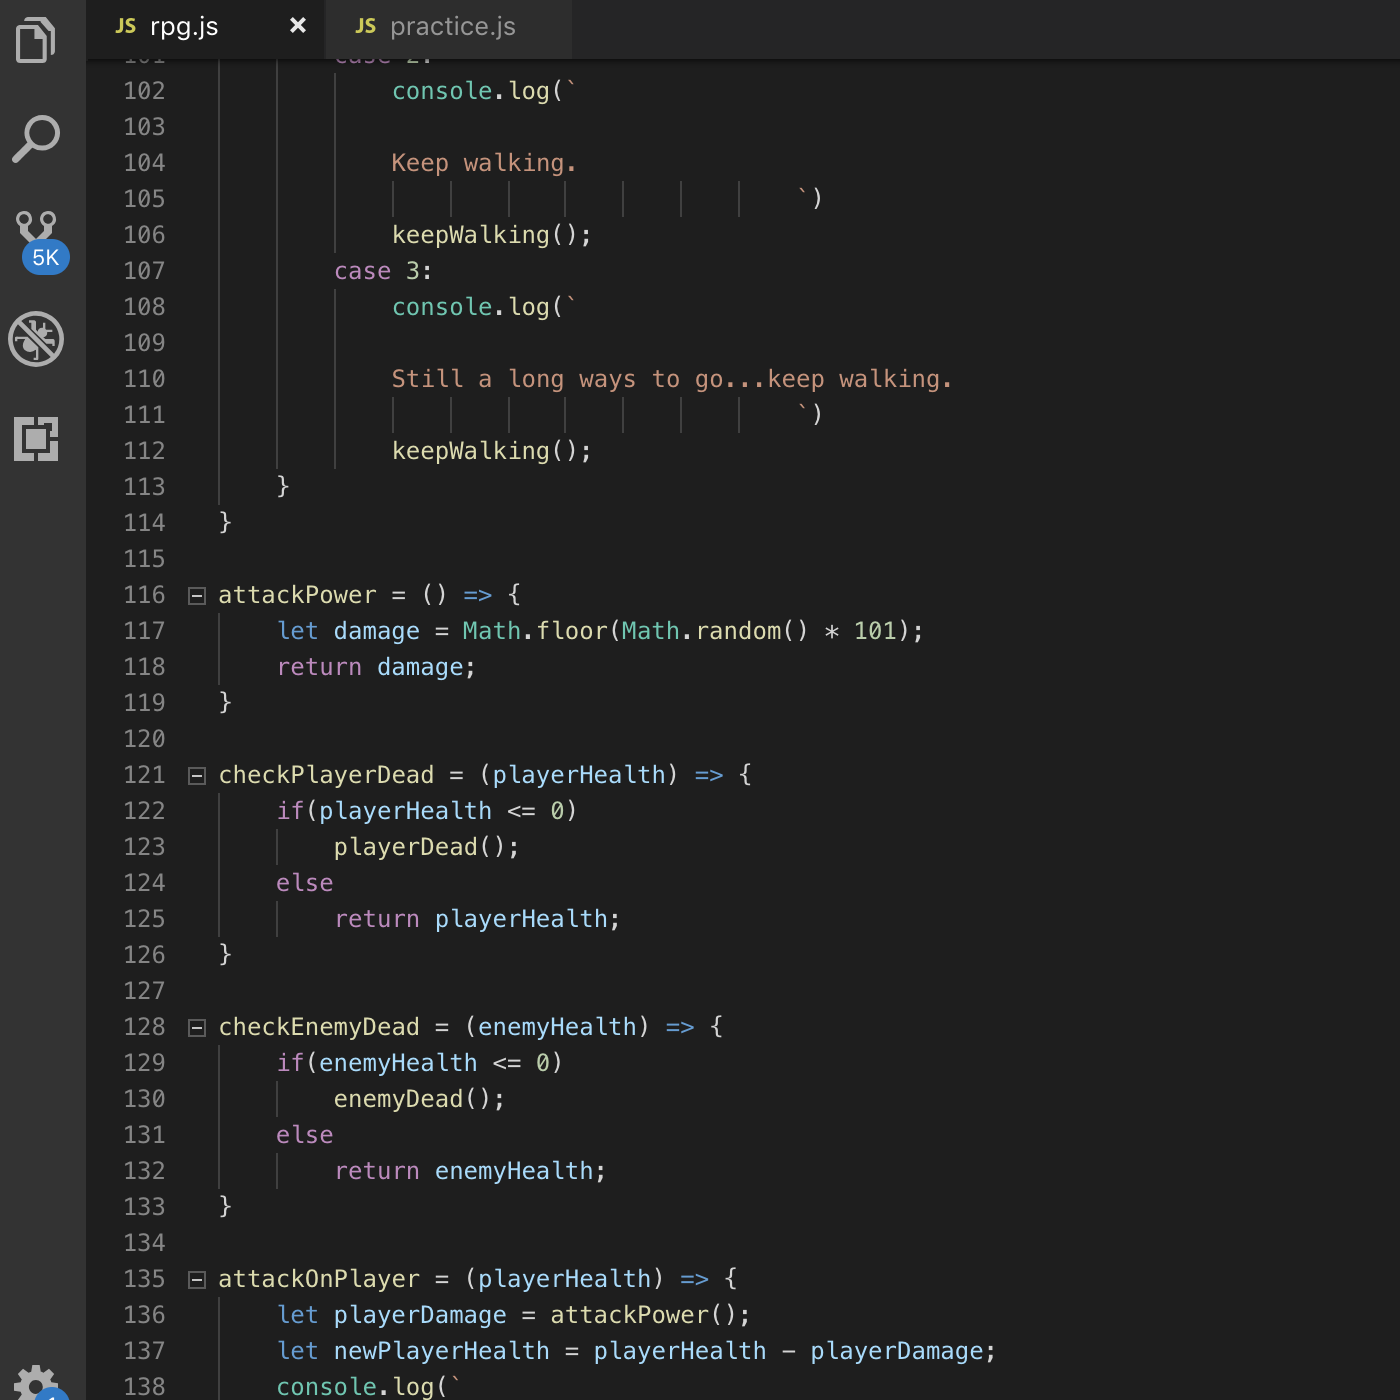 JS rpg.js × JS practice.js
101 case 2:
102 console.log(`
103
104 Keep walking.
105 `)
106 keepWalking();
107 case 3:
108 console.log(`
109
110 Still a long ways to go...keep walking.
111 `)
112 keepWalking();
113 }
114 }
115
116 attackPower = () => {
117 let damage = Math.floor(Math.random() * 101);
118 return damage;
119 }
120
121 checkPlayerDead = (playerHealth) => {
122 if(playerHealth <= 0)
123 playerDead();
124 else
125 return playerHealth;
126 }
127
128 checkEnemyDead = (enemyHealth) => {
129 if(enemyHealth <= 0)
130 enemyDead();
131 else
132 return enemyHealth;
133 }
134
135 attackOnPlayer = (playerHealth) => {
136 let playerDamage = attackPower();
137 let newPlayerHealth = playerHealth - playerDamage;
138 console.log(`
5K